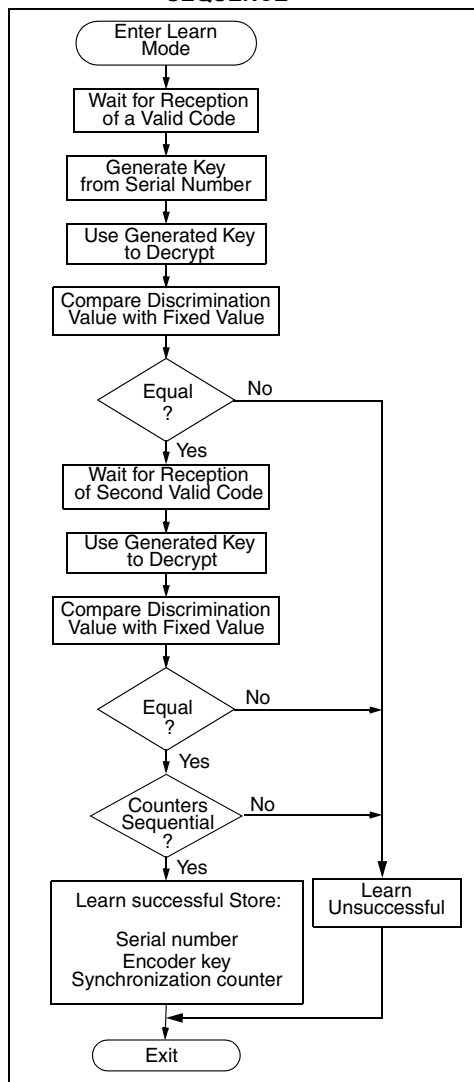 SEQUENCE
Enter Learn
Mode
Wait for Reception
of a Valid Code
Generate Key
from Serial Number
Use Generated Key
to Decrypt
Compare Discrimination
Value with Fixed Value
Equal
?
No
Yes
Wait for Reception
of Second Valid Code
Use Generated Key
to Decrypt
Compare Discrimination
Value with Fixed Value
Equal
?
No
Yes
Counters
Sequential
?
No
Yes
Learn successful Store:
Serial number
Encoder key
Synchronization counter
Learn
Unsuccessful
Exit